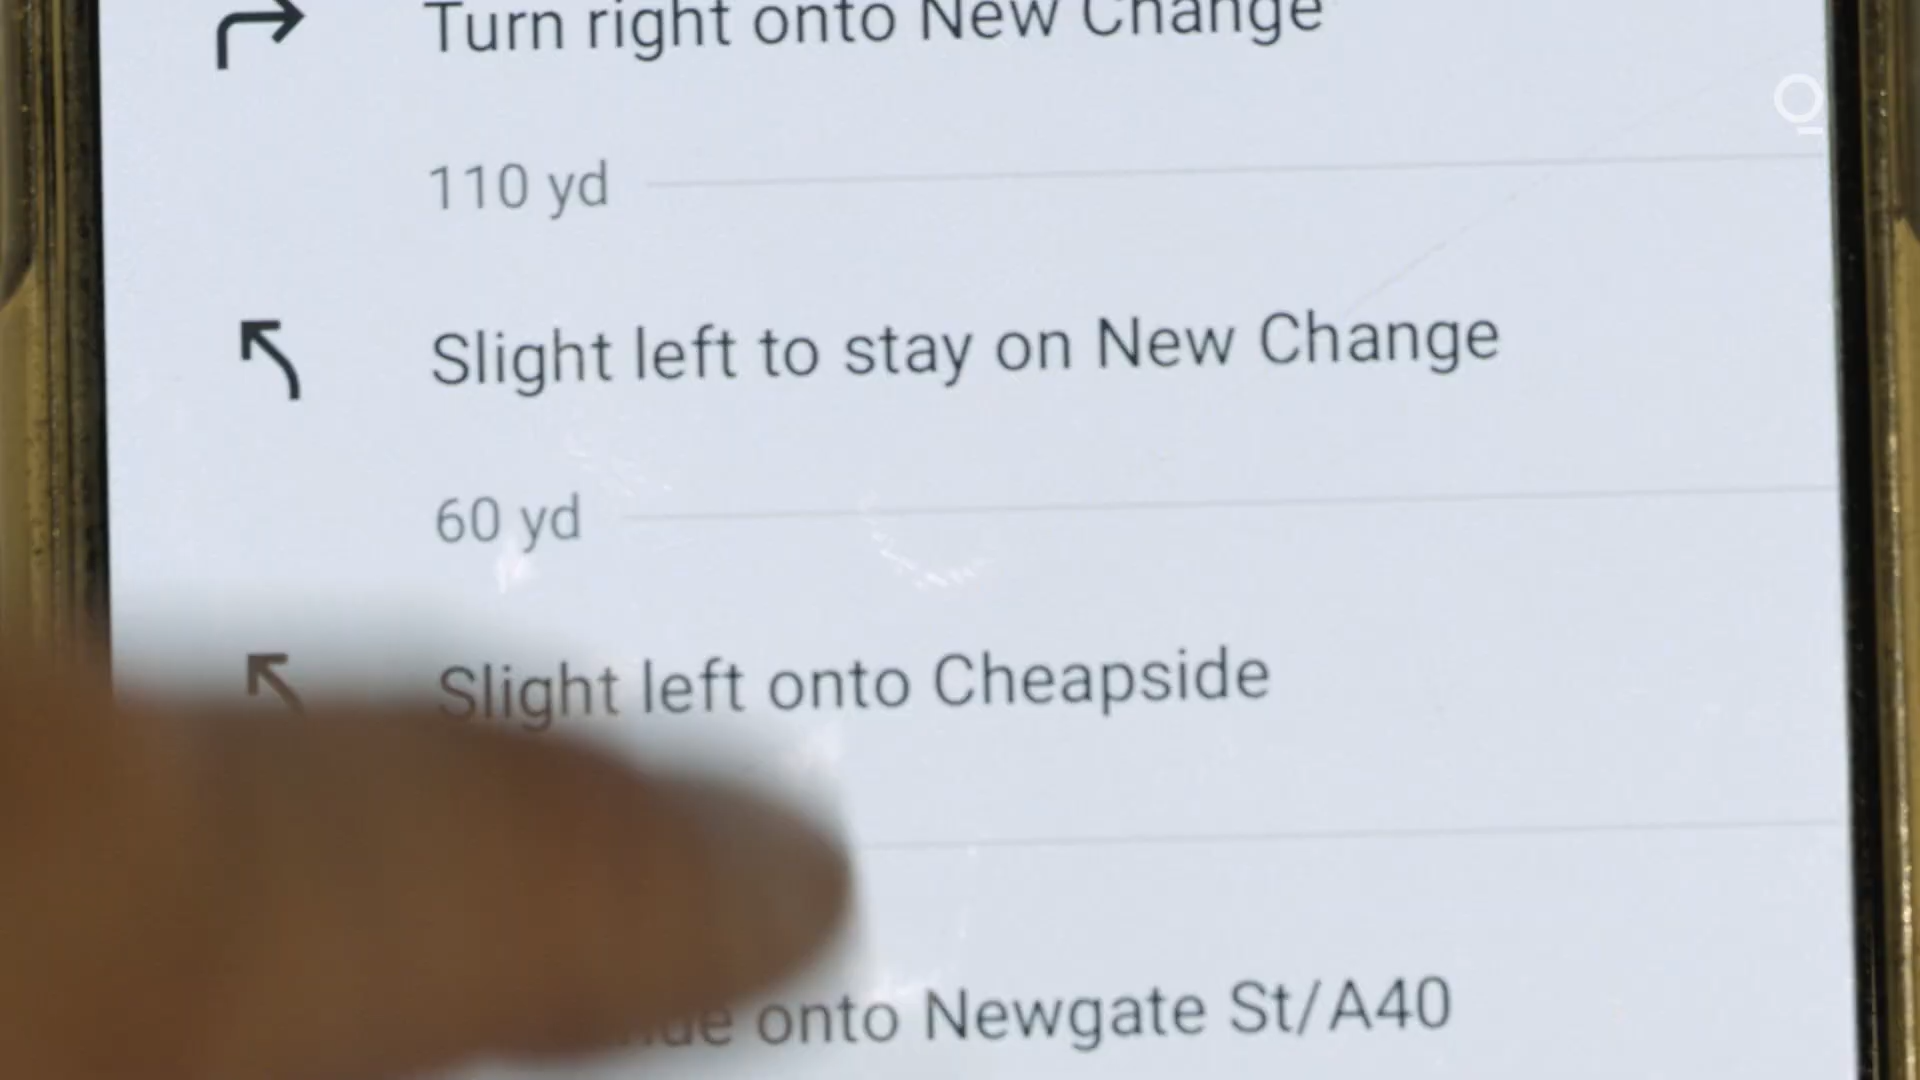 Turn right onto New Change
110 yd
Slight left to stay on New Change
60 yd
Slight left onto Cheapside
onto Newgate St/A40